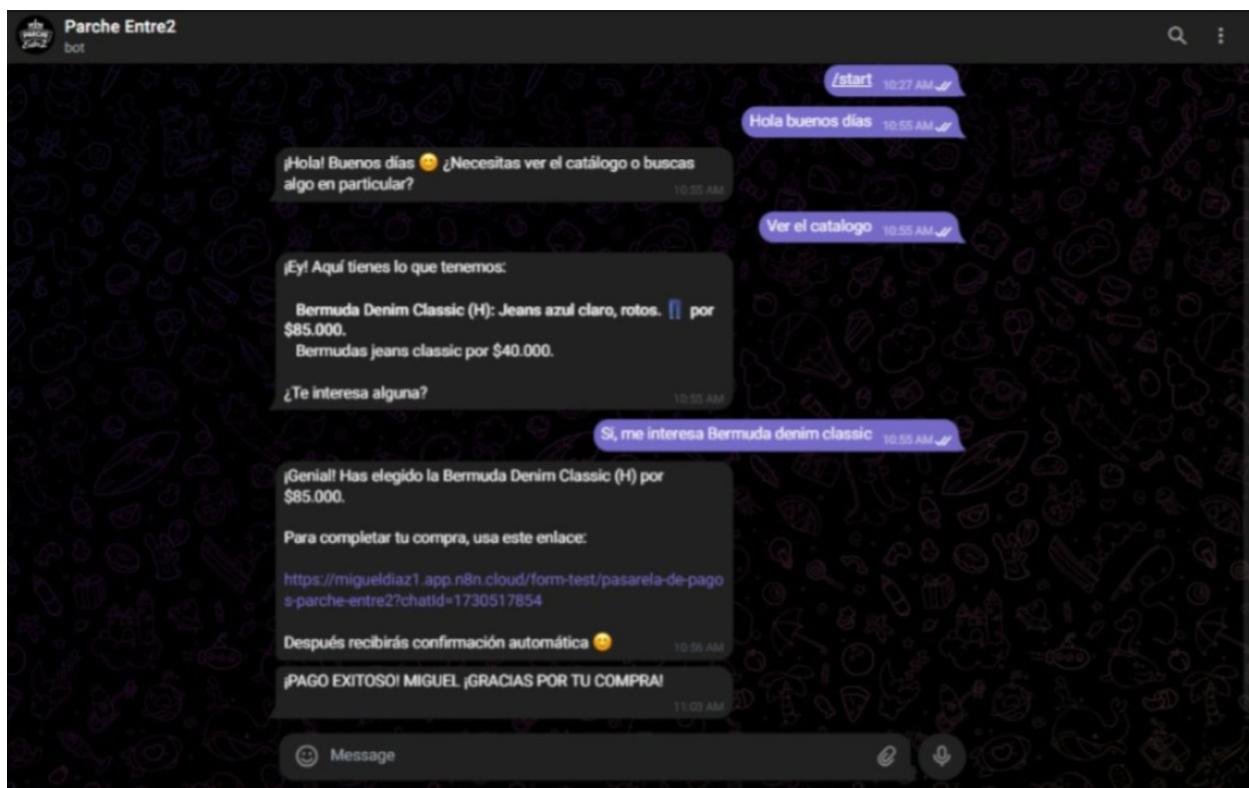 Parche Entre2
bot
/start 10:27 AM
Hola buenos días 10:55 AM
¡Hola! Buenos días 😊 ¿Necesitas ver el catálogo o buscas
algo en particular? 10:55 AM
Ver el catalogo 10:55 AM
¡Ey! Aquí tienes lo que tenemos:
Bermuda Denim Classic (H): Jeans azul claro, rotos. 👖 por
$85.000.
Bermudas jeans classic por $40.000.
¿Te interesa alguna? 10:55 AM
Si, me interesa Bermuda denim classic 10:55 AM
¡Genial! Has elegido la Bermuda Denim Classic (H) por
$85.000.
Para completar tu compra, usa este enlace:
https://migueldiaz1.app.n8n.cloud/form-test/pasarela-de-pago
s-parche-entre2?chatId=1730517854
Después recibirás confirmación automática 😊 10:56 AM
¡PAGO EXITOSO! MIGUEL ¡GRACIAS POR TU COMPRA!
11:03 AM
Message